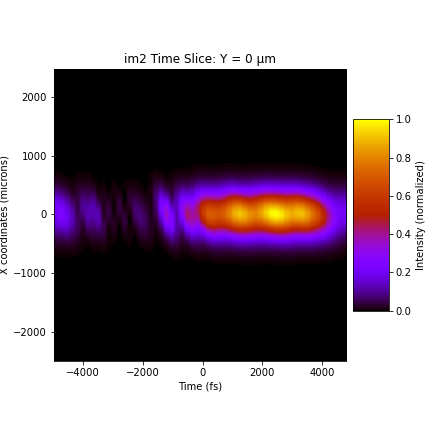 im2 Time Slice: Y = 0 μm
2000
1000
0
−1000
−2000
X coordinates (microns)
−4000 −2000 0 2000 4000
Time (fs)
1.0
0.8
0.6
0.4
0.2
0.0
Intensity (normalized)